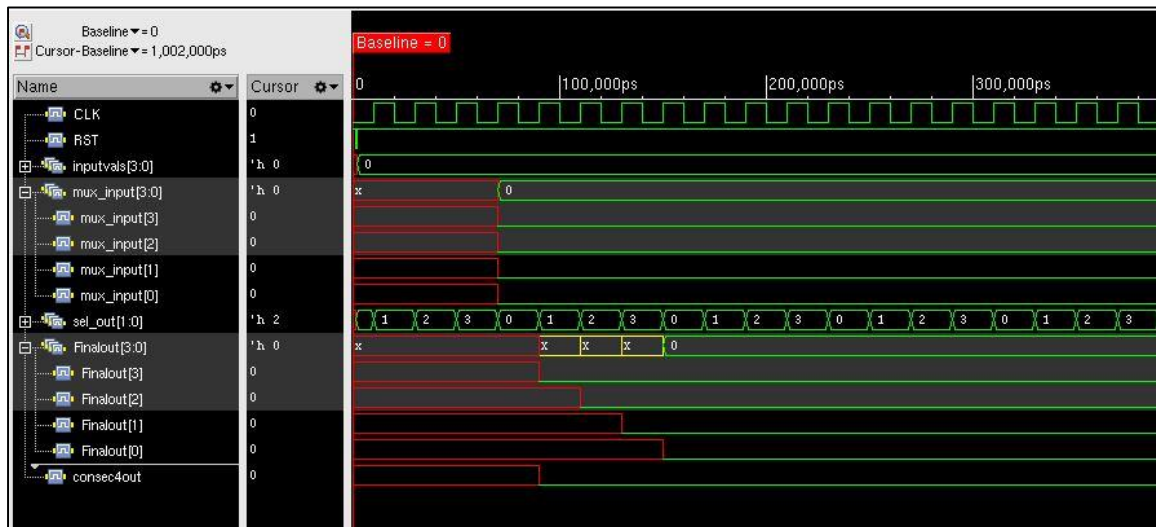 Baseline ▾= 0
Cursor-Baseline ▾= 1,002,000ps
Baseline = 0
Name Cursor 0 100,000ps 200,000ps 300,000ps
CLK 0
RST 1
inputvals[3:0] 'h 0 0
mux_input[3:0] 'h 0 x 0
mux_input[3] 0
mux_input[2] 0
mux_input[1] 0
mux_input[0] 0
sel_out[1:0] 'h 2 1 2 3 0 1 2 3 0 1 2 3 0 1 2 3 0 1 2 3
Finalout[3:0] 'h 0 x x x x 0
Finalout[3] 0
Finalout[2] 0
Finalout[1] 0
Finalout[0] 0
consec4out 0